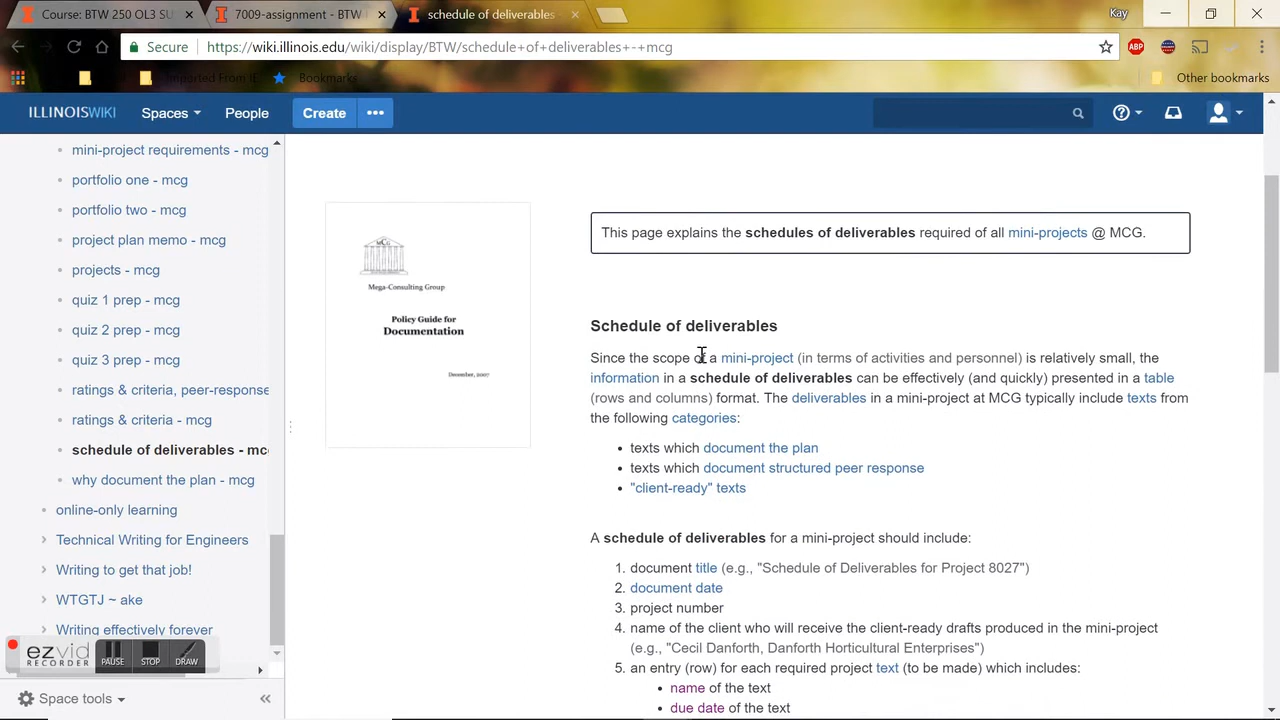 Course: BTW 250 OL3 SU
7009-assignment - BTW
schedule of deliverables
Kay
Secure
https://wiki.illinois.edu/wiki/display/BTW/schedule+of+deliverables+-+mcg
ABP
Imported From IE
Bookmarks
Other bookmarks
ILLINOIS WIKI
Spaces
People
Create
mini-project requirements - mcg
portfolio one - mcg
portfolio two - mcg
project plan memo - mcg
projects - mcg
quiz 1 prep - mcg
quiz 2 prep - mcg
quiz 3 prep - mcg
ratings & criteria, peer-response
ratings & criteria - mcg
schedule of deliverables - mcg
why document the plan - mcg
online-only learning
Technical Writing for Engineers
Writing to get that job!
WTGTJ ~ ake
Writing effectively forever
ezvid
RECORDER
PAUSE
STOP
DRAW
Space tools
MCG
Mega-Consulting Group
Policy Guide for
Documentation
December, 2007
This page explains the schedules of deliverables required of all mini-projects @ MCG.
Schedule of deliverables
Since the scope of a mini-project (in terms of activities and personnel) is relatively small, the
information in a schedule of deliverables can be effectively (and quickly) presented in a table
(rows and columns) format. The deliverables in a mini-project at MCG typically include texts from
the following categories:
• texts which document the plan
• texts which document structured peer response
• "client-ready" texts
A schedule of deliverables for a mini-project should include:
1. document title (e.g., "Schedule of Deliverables for Project 8027")
2. document date
3. project number
4. name of the client who will receive the client-ready drafts produced in the mini-project
(e.g., "Cecil Danforth, Danforth Horticultural Enterprises")
5. an entry (row) for each required project text (to be made) which includes:
• name of the text
• due date of the text